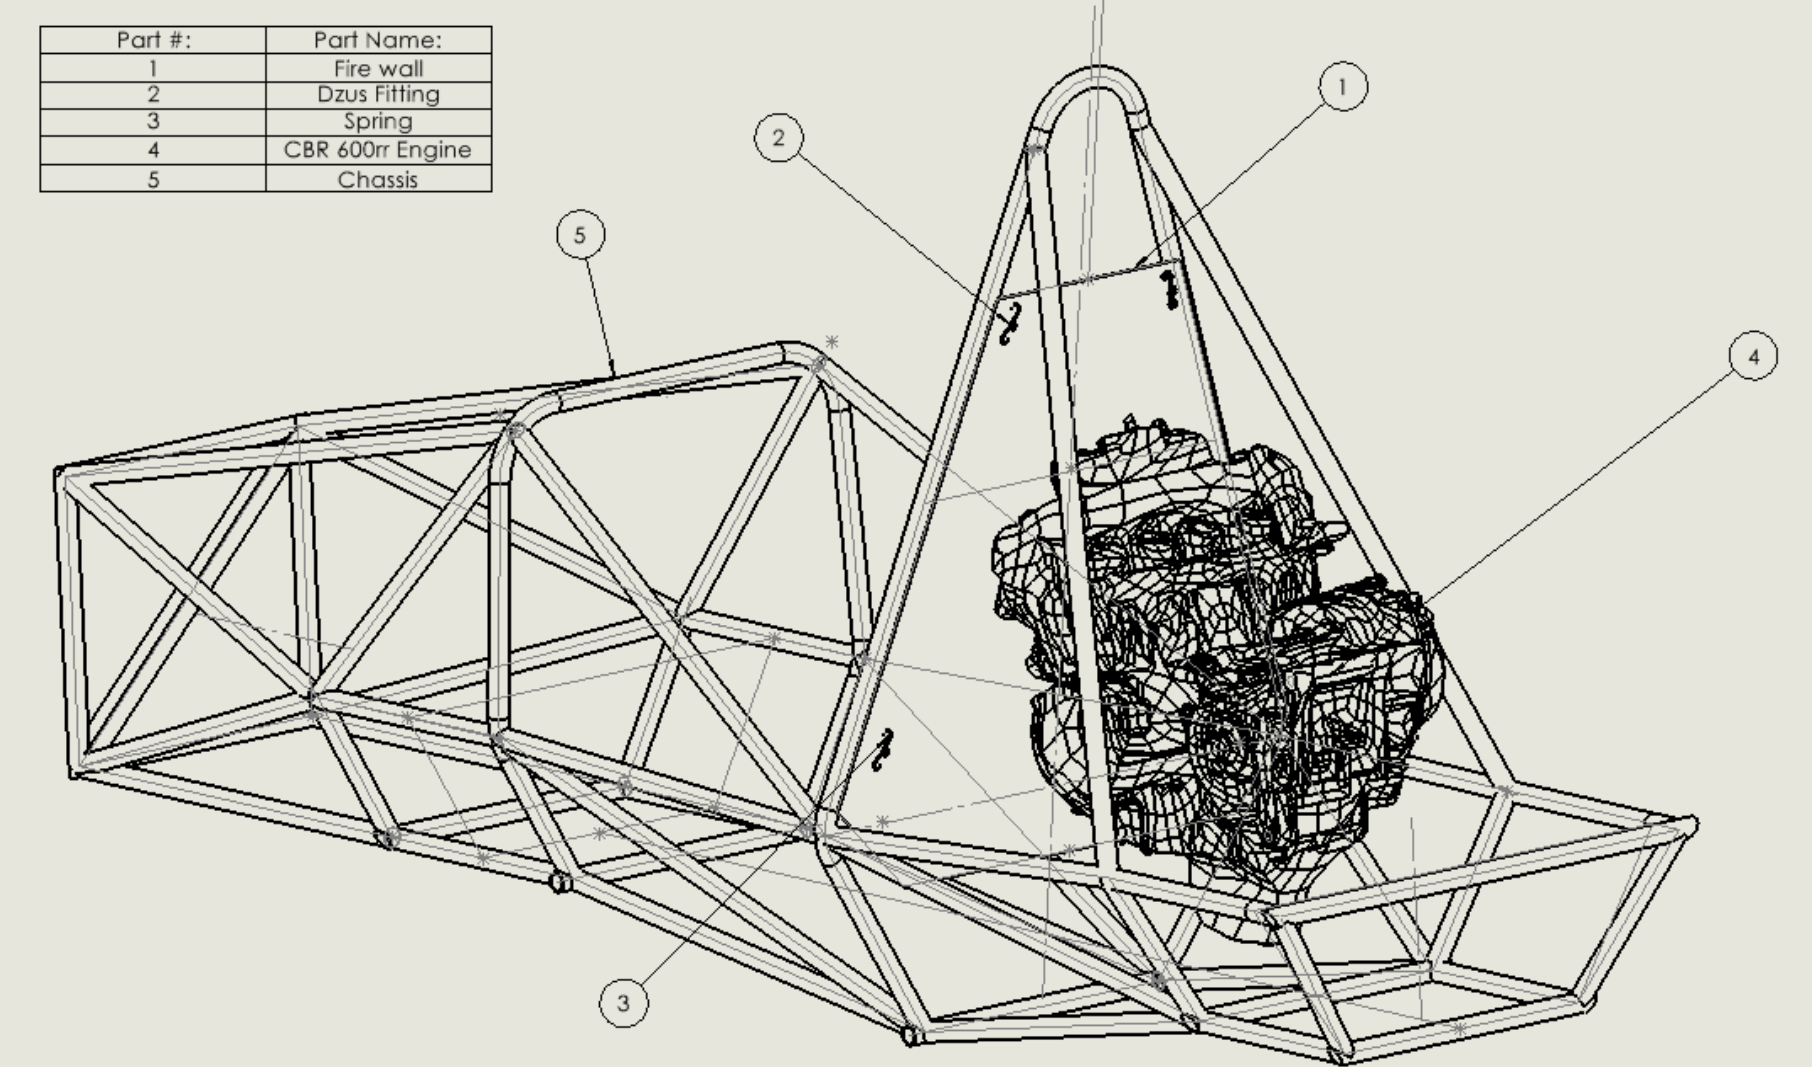 Part #: Part Name:
1 Fire wall
2 Dzus Fitting
3 Spring
4 CBR 600rr Engine
5 Chassis
1
2
5
4
3